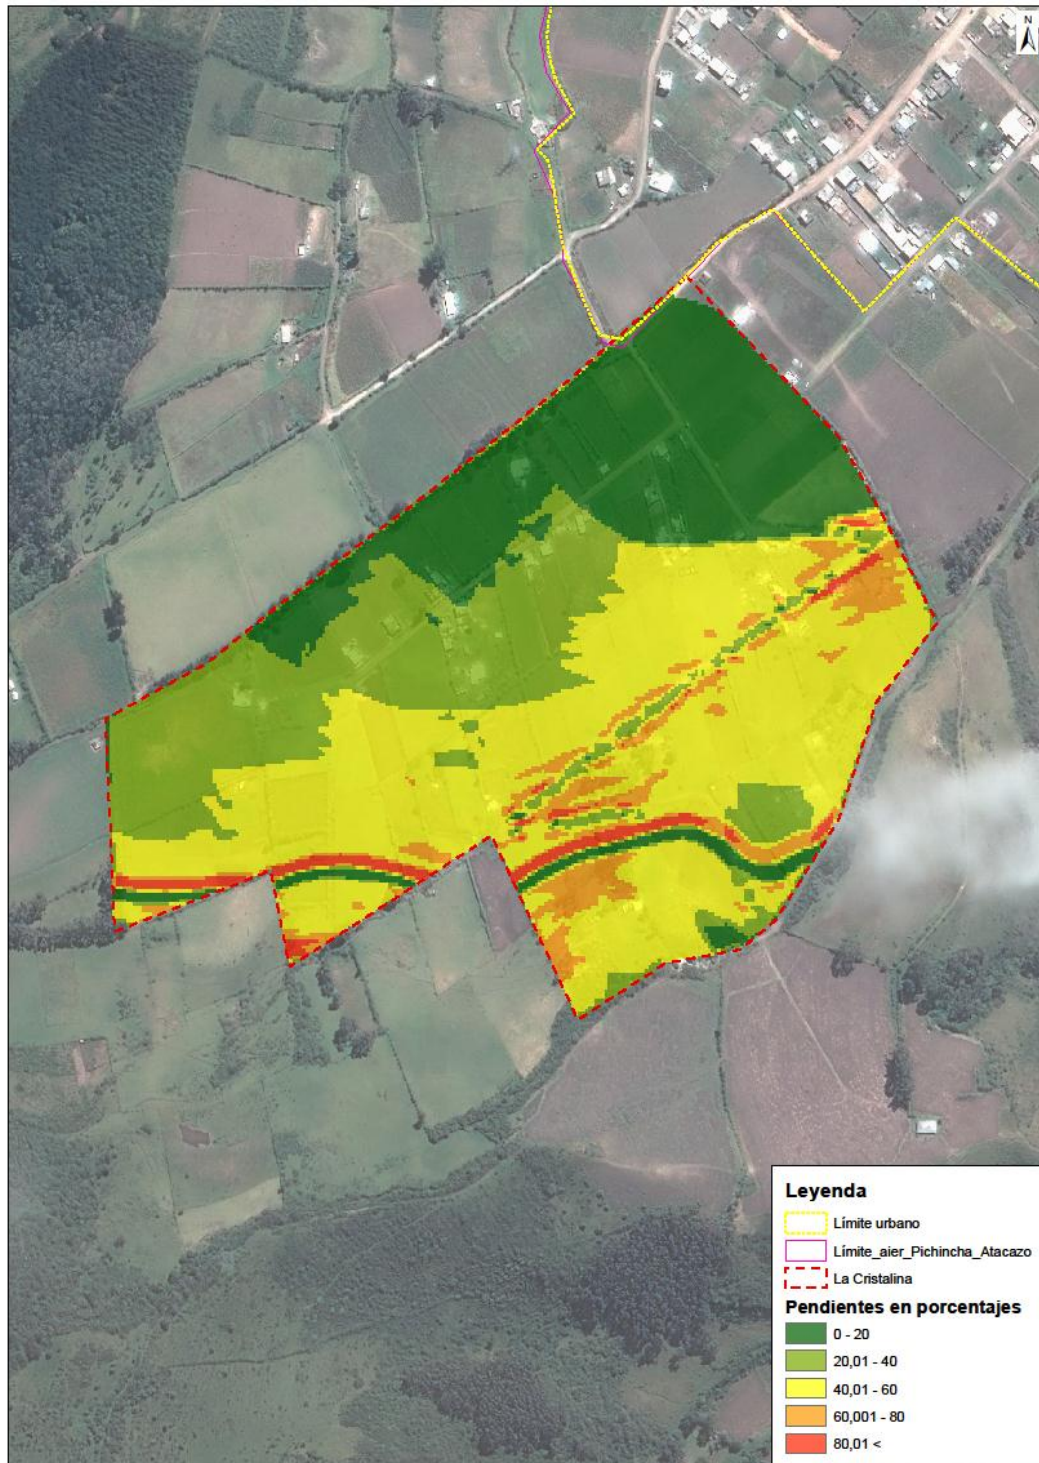 N
Leyenda
Límite urbano
Límite_aier_Pichincha_Atacazo
La Cristalina
Pendientes en porcentajes
0 - 20
20,01 - 40
40,01 - 60
60,001 - 80
80,01 <